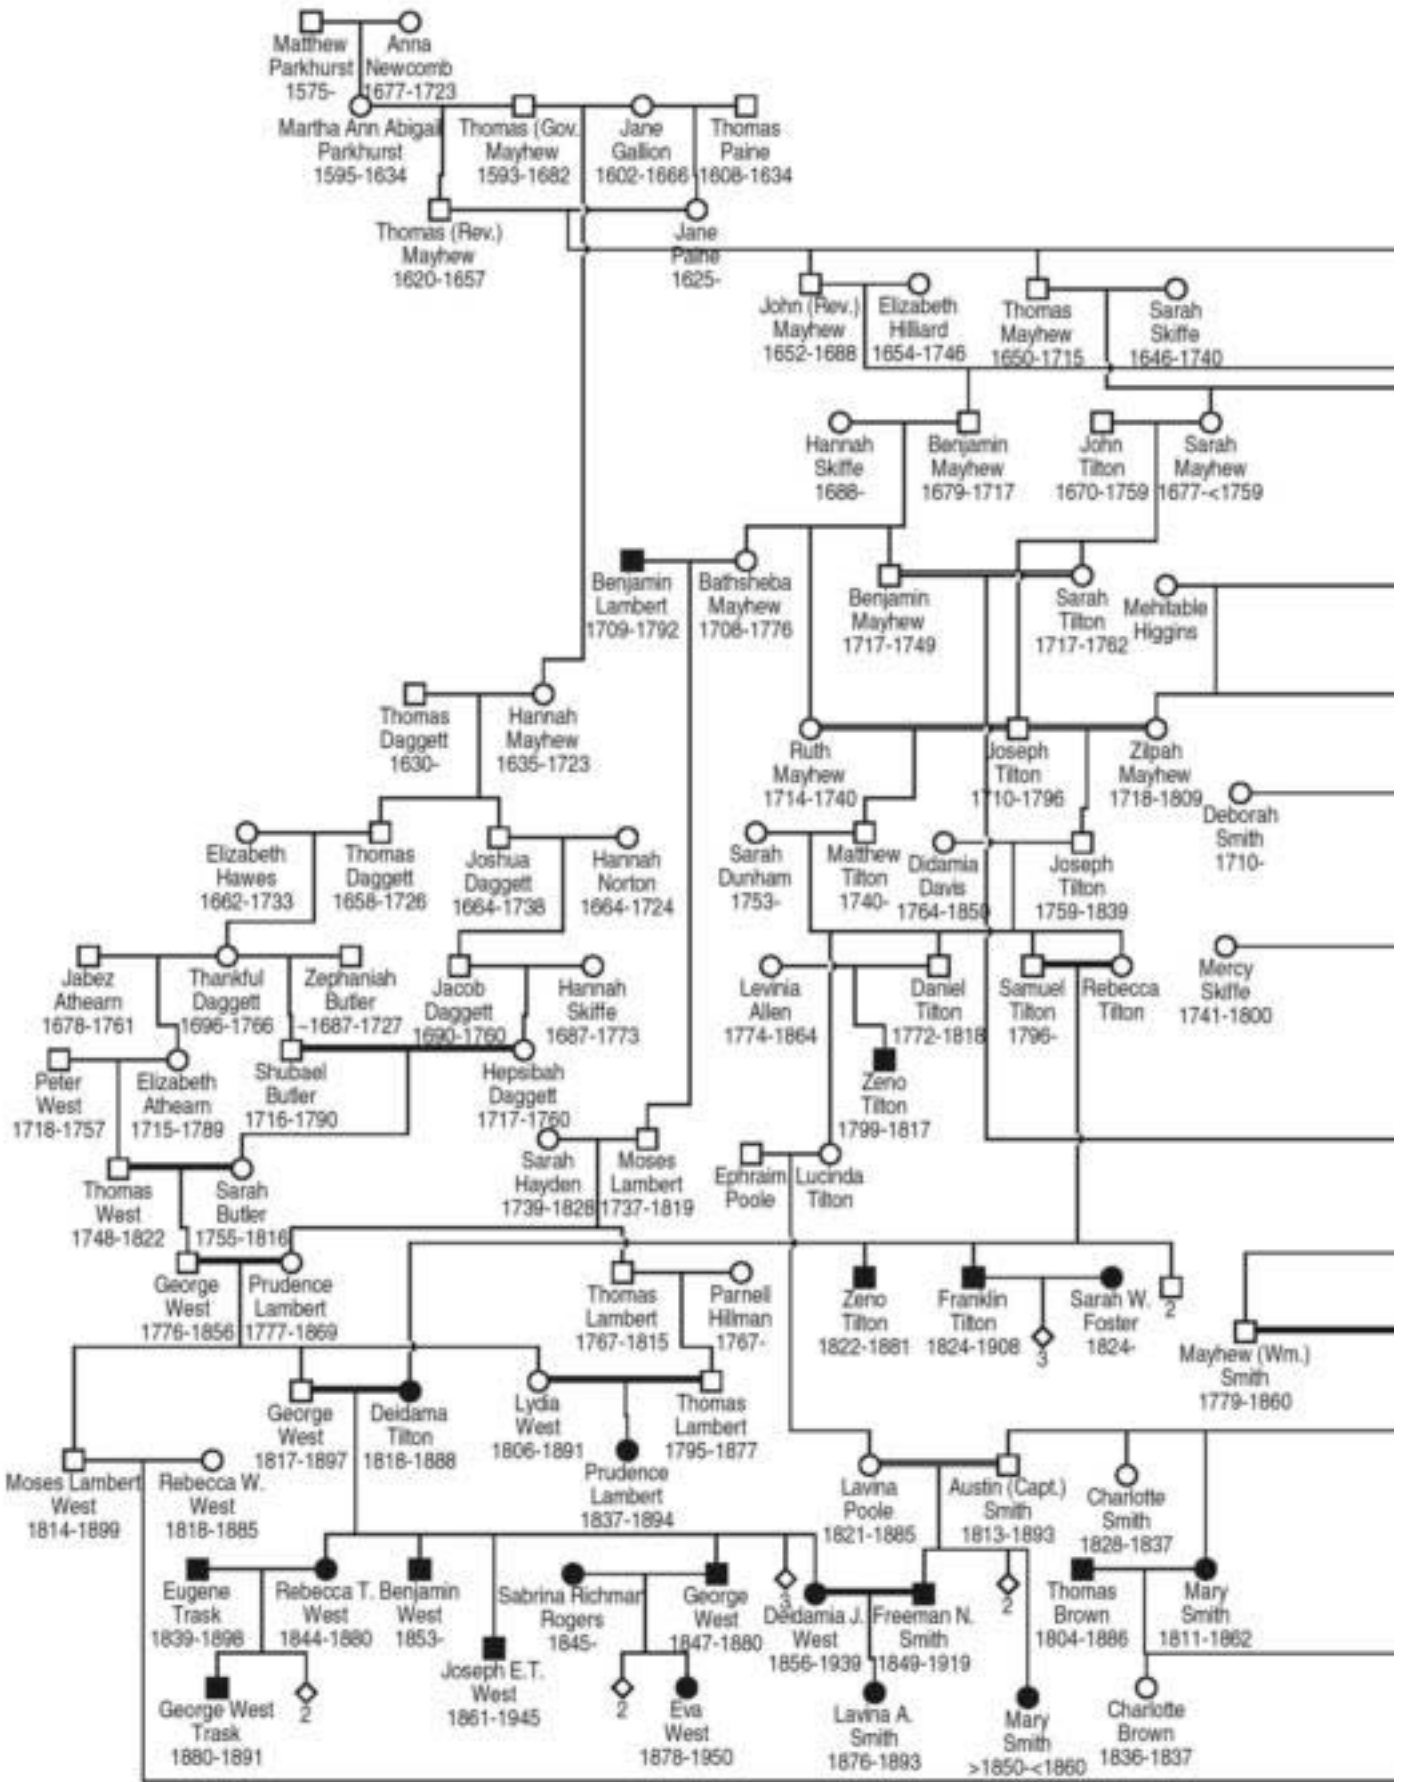 Matthew
Parkhurst
1575-
Anna
Newcomb
1677-1723
Martha Ann Abigail
Parkhurst
1595-1634
Thomas (Gov.
Mayhew
1593-1682
Jane
Gallion
1602-1666
Thomas
Paine
1608-1634
Thomas (Rev.)
Mayhew
1620-1657
Jane
Paine
1625-
John (Rev.)
Mayhew
1652-1688
Elizabeth
Hilliard
1654-1746
Thomas
Mayhew
1650-1715
Sarah
Skiffe
1646-1740
Hannah
Skiffe
1688-
Benjamin
Mayhew
1679-1717
John
Tilton
1670-1759
Sarah
Mayhew
1677-<1759
Benjamin
Lambert
1709-1792
Bathsheba
Mayhew
1708-1776
Benjamin
Mayhew
1717-1749
Sarah
Tilton
1717-1762
Mehitable
Higgins
Thomas
Daggett
1630-
Hannah
Mayhew
1635-1723
Ruth
Mayhew
1714-1740
Joseph
Tilton
1710-1796
Zilpah
Mayhew
1718-1809
Deborah
Smith
1710-
Elizabeth
Hawes
1662-1733
Thomas
Daggett
1658-1726
Joshua
Daggett
1664-1738
Hannah
Norton
1664-1724
Sarah
Dunham
1753-
Matthew
Tilton
1740-
Didamia
Davis
1764-1850
Joseph
Tilton
1759-1839
Jabez
Athearn
1678-1761
Thankful
Daggett
1696-1766
Zephaniah
Butler
~1687-1727
Jacob
Daggett
1690-1760
Hannah
Skiffe
1687-1773
Levinia
Allen
1774-1864
Daniel
Tilton
1772-1818
Samuel
Tilton
1796-
Rebecca
Tilton
Mercy
Skiffe
1741-1800
Peter
West
1718-1757
Elizabeth
Athearn
1715-1789
Shubael
Butler
1716-1790
Hepsibah
Daggett
1717-1760
Zeno
Tilton
1799-1817
Thomas
West
1748-1822
Sarah
Butler
1755-1816
Sarah
Hayden
1739-1828
Moses
Lambert
1737-1819
Ephraim
Poole
Lucinda
Tilton
George
West
1776-1856
Prudence
Lambert
1777-1869
Thomas
Lambert
1767-1815
Parnell
Hillman
1767-
Zeno
Tilton
1822-1881
Franklin
Tilton
1824-1908
3
Sarah W.
Foster
1824-
2
Mayhew (Wm.)
Smith
1779-1860
George
West
1817-1897
Deidama
Tilton
1818-1888
Lydia
West
1806-1891
Thomas
Lambert
1795-1877
Moses Lambert
West
1814-1899
Rebecca W.
West
1818-1885
Prudence
Lambert
1837-1894
Lavina
Poole
1821-1885
Austin (Capt.)
Smith
1813-1893
Charlotte
Smith
1828-1837
Eugene
Trask
1839-1898
Rebecca T.
West
1844-1880
Benjamin
West
1853-
Joseph E.T.
West
1861-1945
Sabrina Richman
Rogers
1845-
George
West
1847-1880
3
Deidamia J.
West
1856-1939
Freeman N.
Smith
1849-1919
2
Thomas
Brown
1804-1886
Mary
Smith
1811-1862
George West
Trask
1880-1891
2
2
Eva
West
1878-1950
Lavina A.
Smith
1876-1893
Mary
Smith
>1850-<1860
Charlotte
Brown
1836-1837